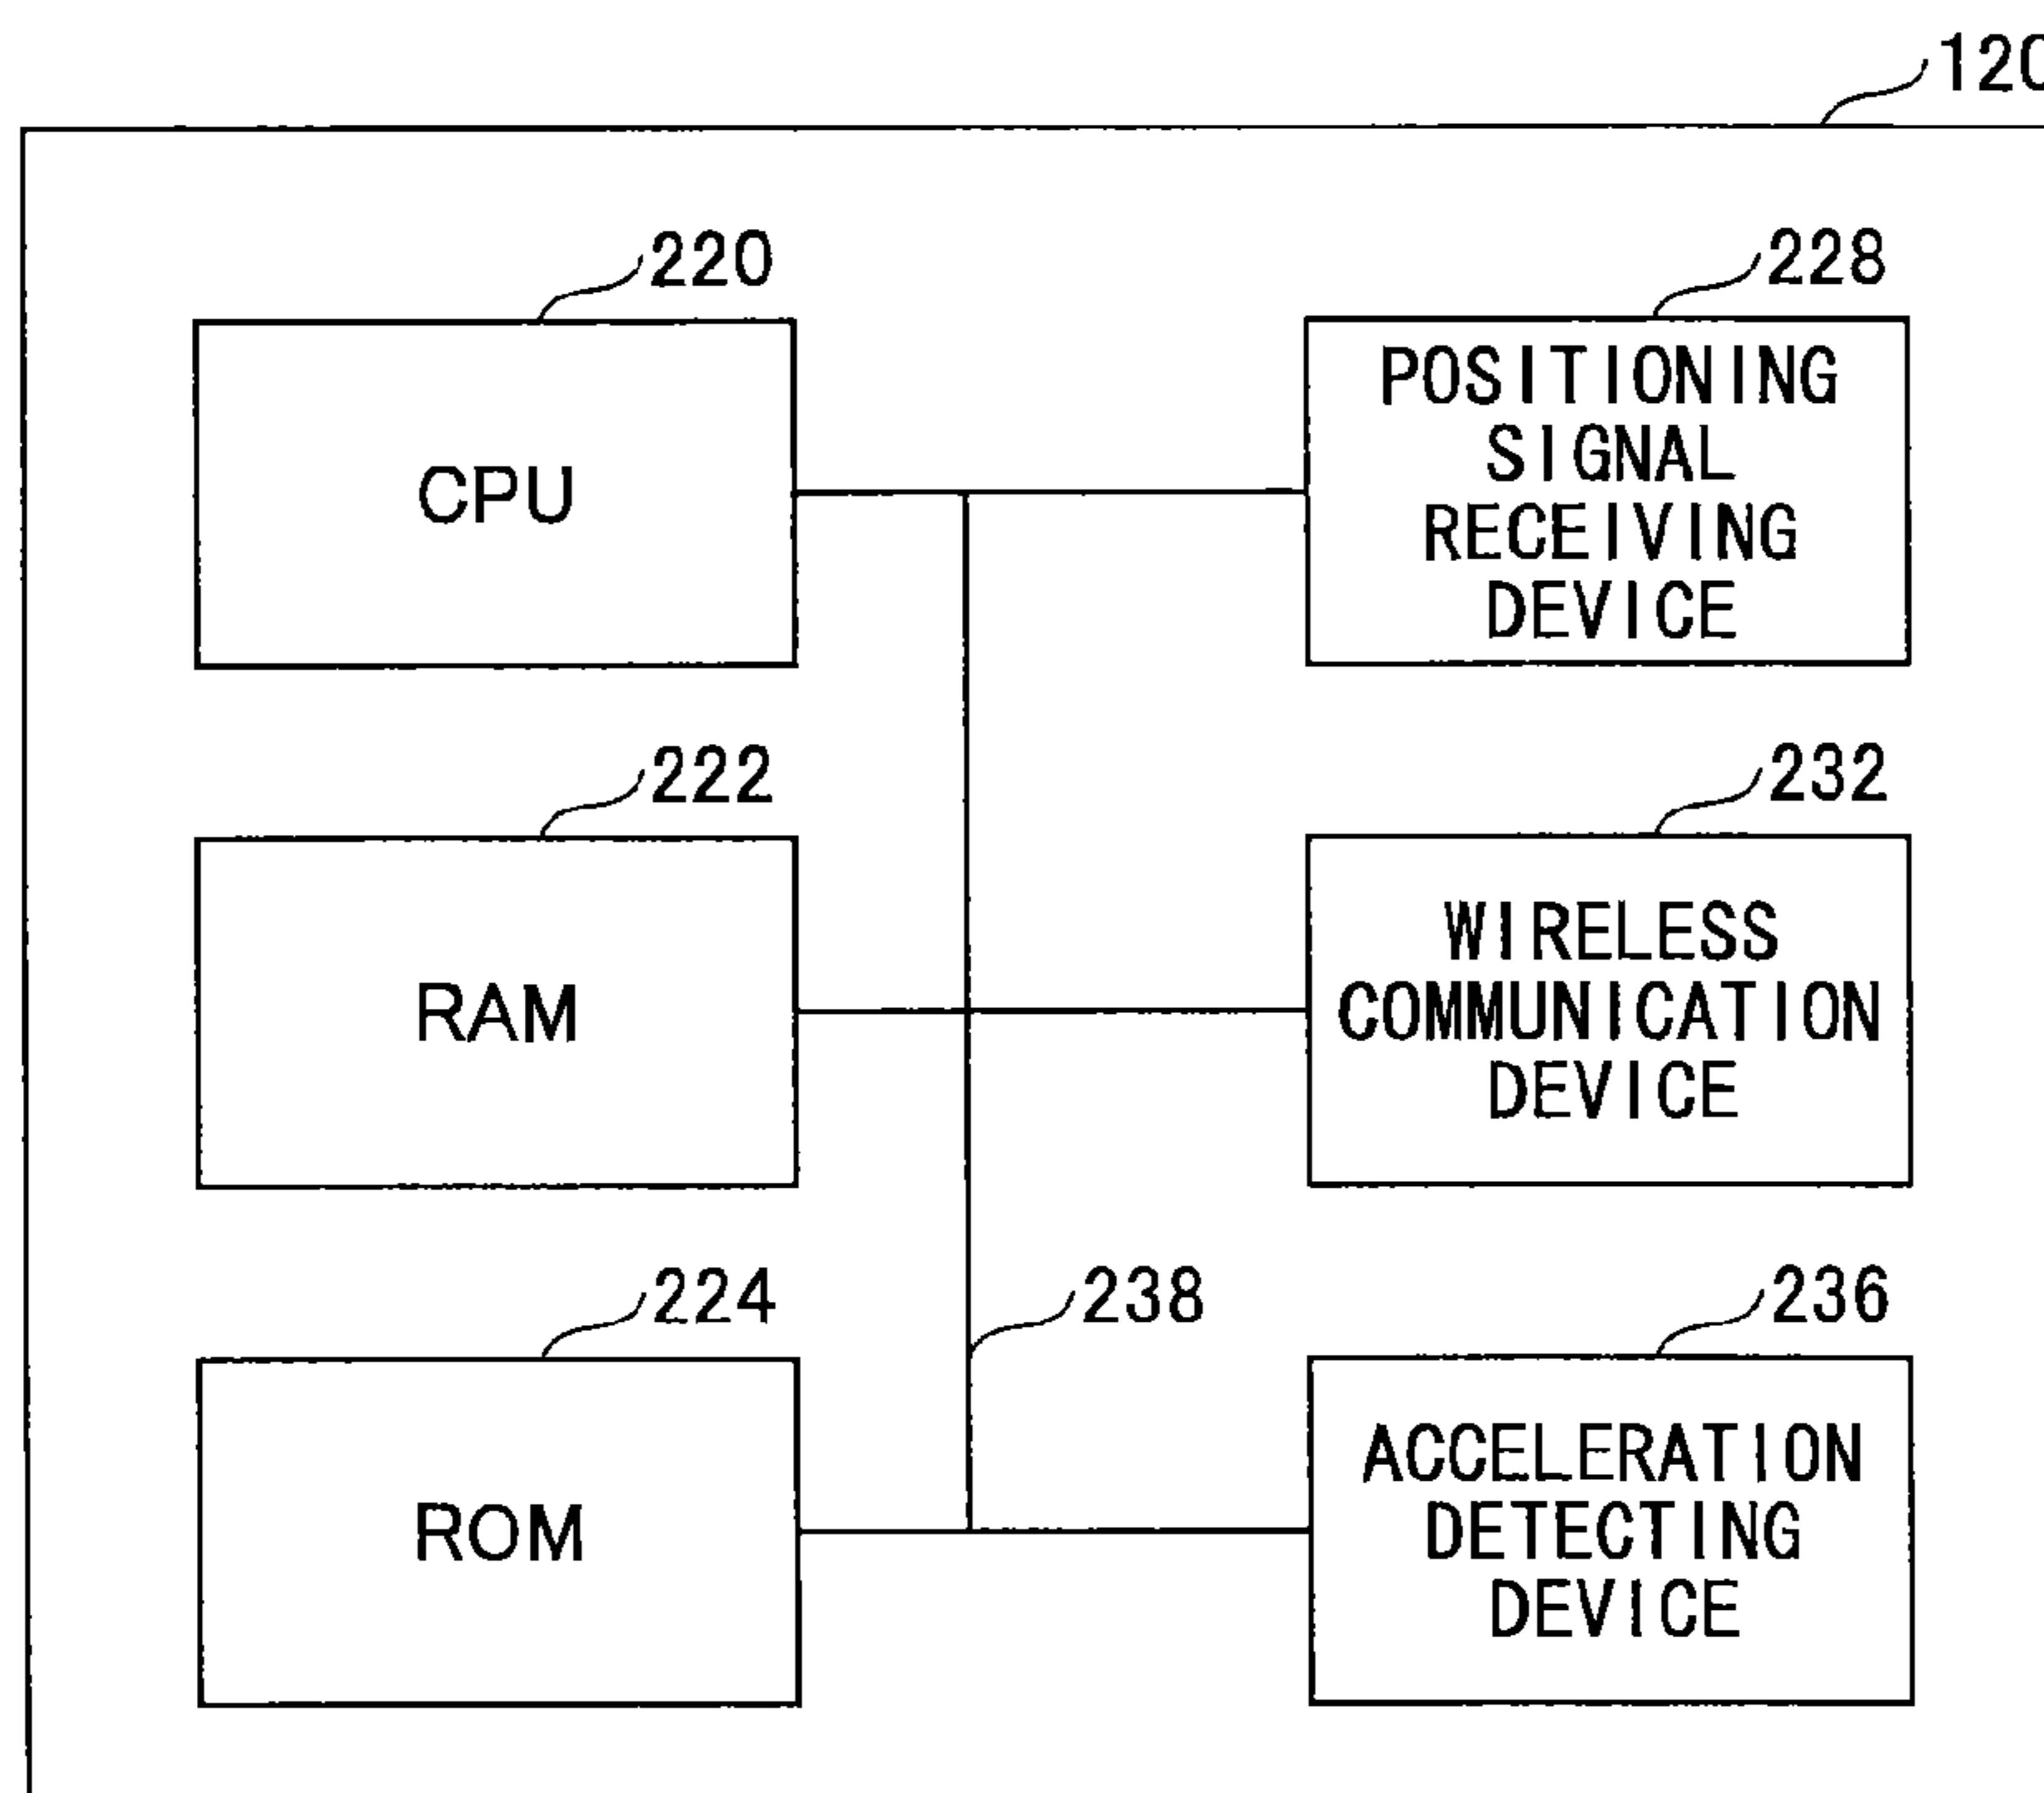 120
220
CPU
228
POSITIONING
SIGNAL
RECEIVING
DEVICE
222
RAM
232
WIRELESS
COMMUNICATION
DEVICE
224
ROM
238
236
ACCELERATION
DETECTING
DEVICE